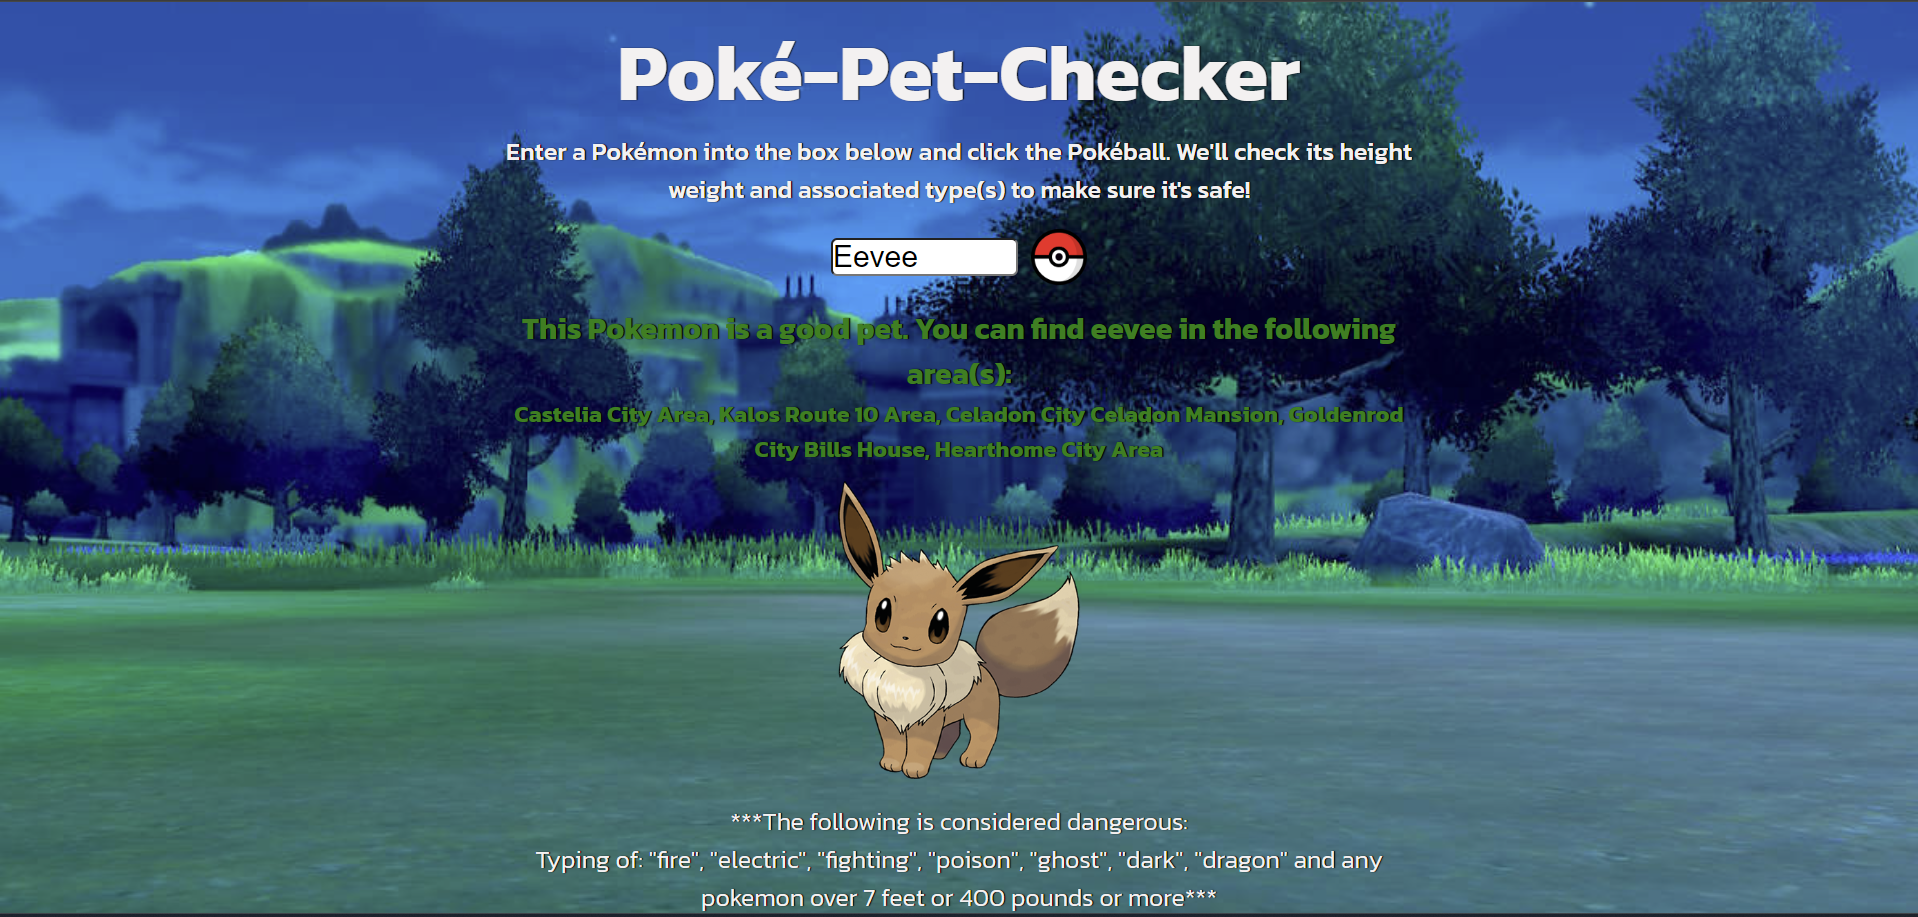 Poké-Pet-Checker
Enter a Pokémon into the box below and click the Pokéball. We'll check its height
weight and associated type(s) to make sure it's safe!
Eevee
This Pokemon is a good pet. You can find eevee in the following
area(s):
Castelia City Area, Kalos Route 10 Area, Celadon City Celadon Mansion, Goldenrod
City Bills House, Hearthome City Area
***The following is considered dangerous:
Typing of: "fire", "electric", "fighting", "poison", "ghost", "dark", "dragon" and any
pokemon over 7 feet or 400 pounds or more***